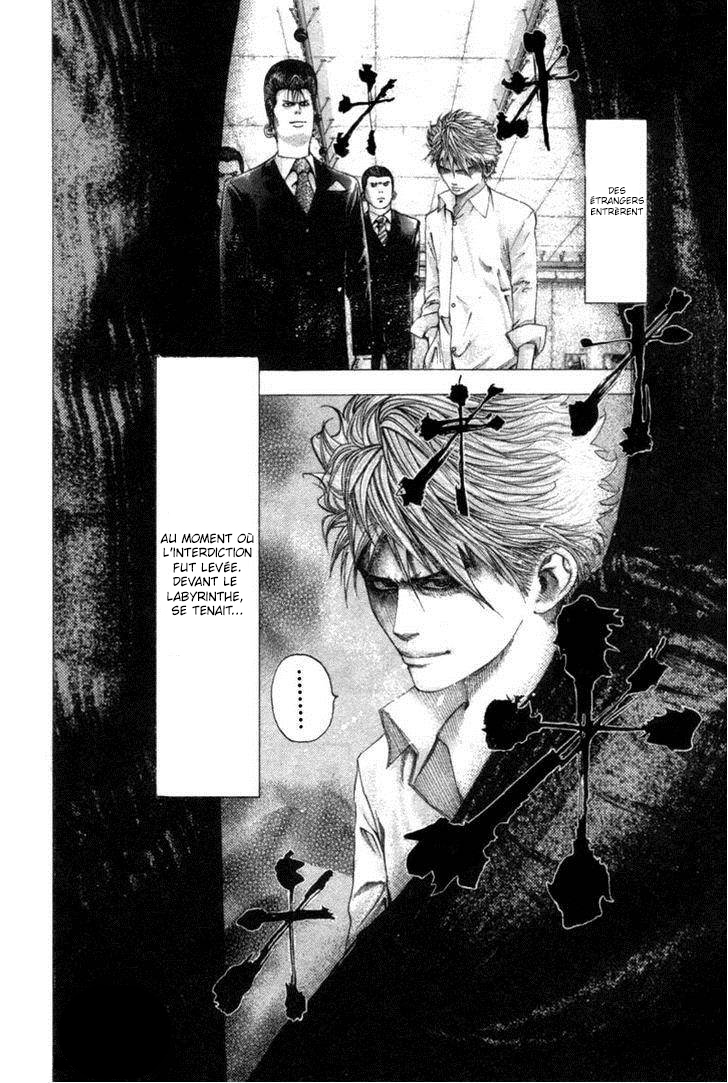 DES
ÉTRANGERS
ENTRÈRENT
AU MOMENT OÙ
L'INTERDICTION
FUT LEVÉE.
DEVANT LE
LABYRINTHE,
SE TENAIT...
.........